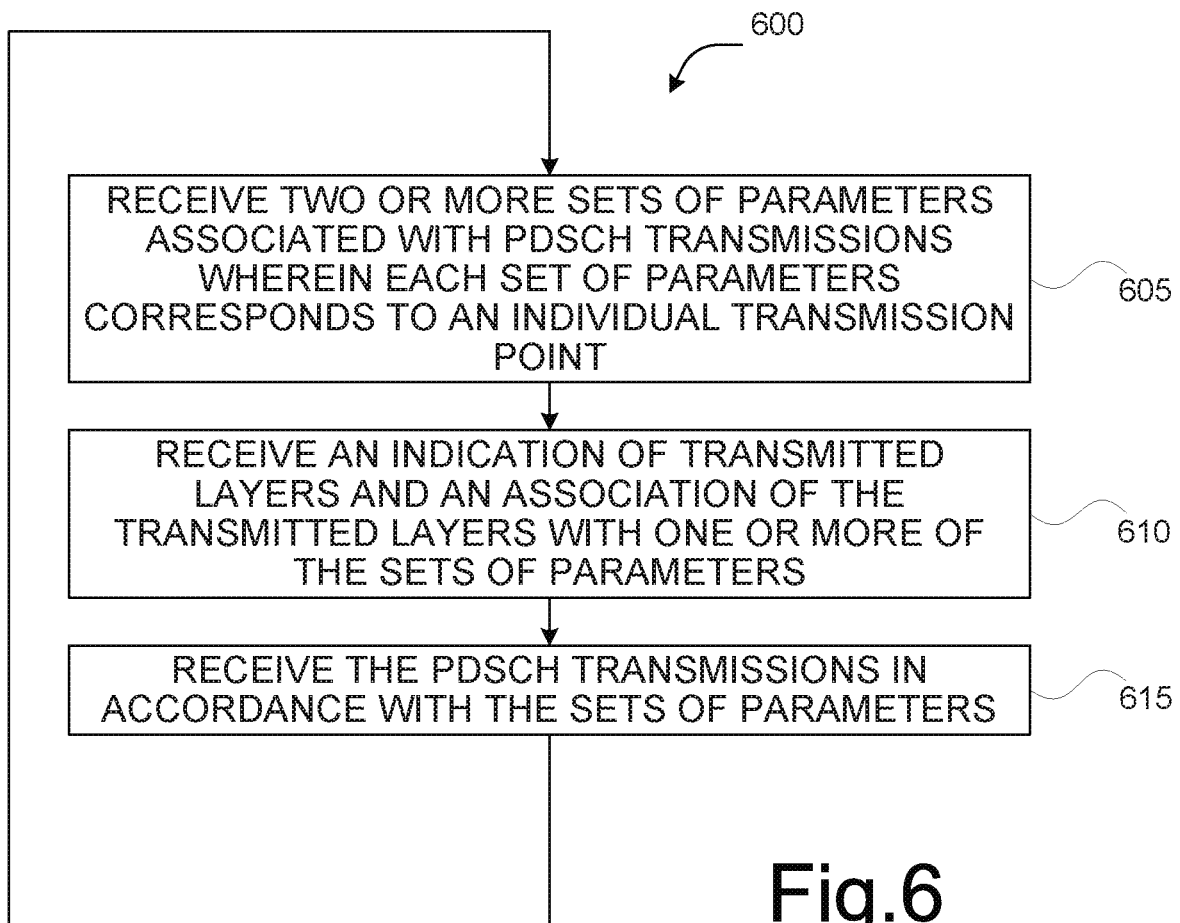 600
RECEIVE TWO OR MORE SETS OF PARAMETERS
ASSOCIATED WITH PDSCH TRANSMISSIONS
WHEREIN EACH SET OF PARAMETERS
CORRESPONDS TO AN INDIVIDUAL TRANSMISSION
POINT
605
RECEIVE AN INDICATION OF TRANSMITTED
LAYERS AND AN ASSOCIATION OF THE
TRANSMITTED LAYERS WITH ONE OR MORE OF
THE SETS OF PARAMETERS
610
RECEIVE THE PDSCH TRANSMISSIONS IN
ACCORDANCE WITH THE SETS OF PARAMETERS
615
Fig.6